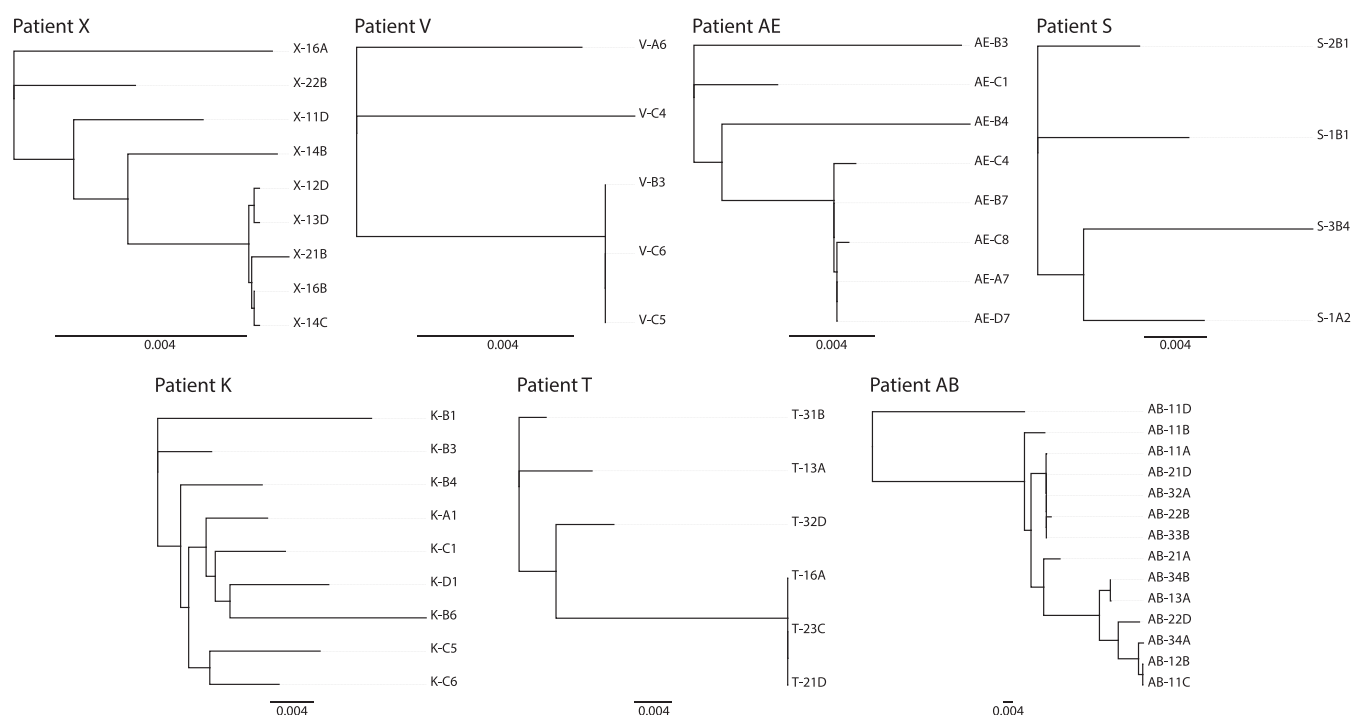 Patient X
X-16A
X-22B
X-11D
X-14B
X-12D
X-13D
X-21B
X-16B
X-14C
0.004
Patient V
V-A6
V-C4
V-B3
V-C6
V-C5
0.004
Patient AE
AE-B3
AE-C1
AE-B4
AE-C4
AE-B7
AE-C8
AE-A7
AE-D7
0.004
Patient S
S-2B1
S-1B1
S-3B4
S-1A2
0.004
Patient K
K-B1
K-B3
K-B4
K-A1
K-C1
K-D1
K-B6
K-C5
K-C6
0.004
Patient T
T-31B
T-13A
T-32D
T-16A
T-23C
T-21D
0.004
Patient AB
AB-11D
AB-11B
AB-11A
AB-21D
AB-32A
AB-22B
AB-33B
AB-21A
AB-34B
AB-13A
AB-22D
AB-34A
AB-12B
AB-11C
0.004